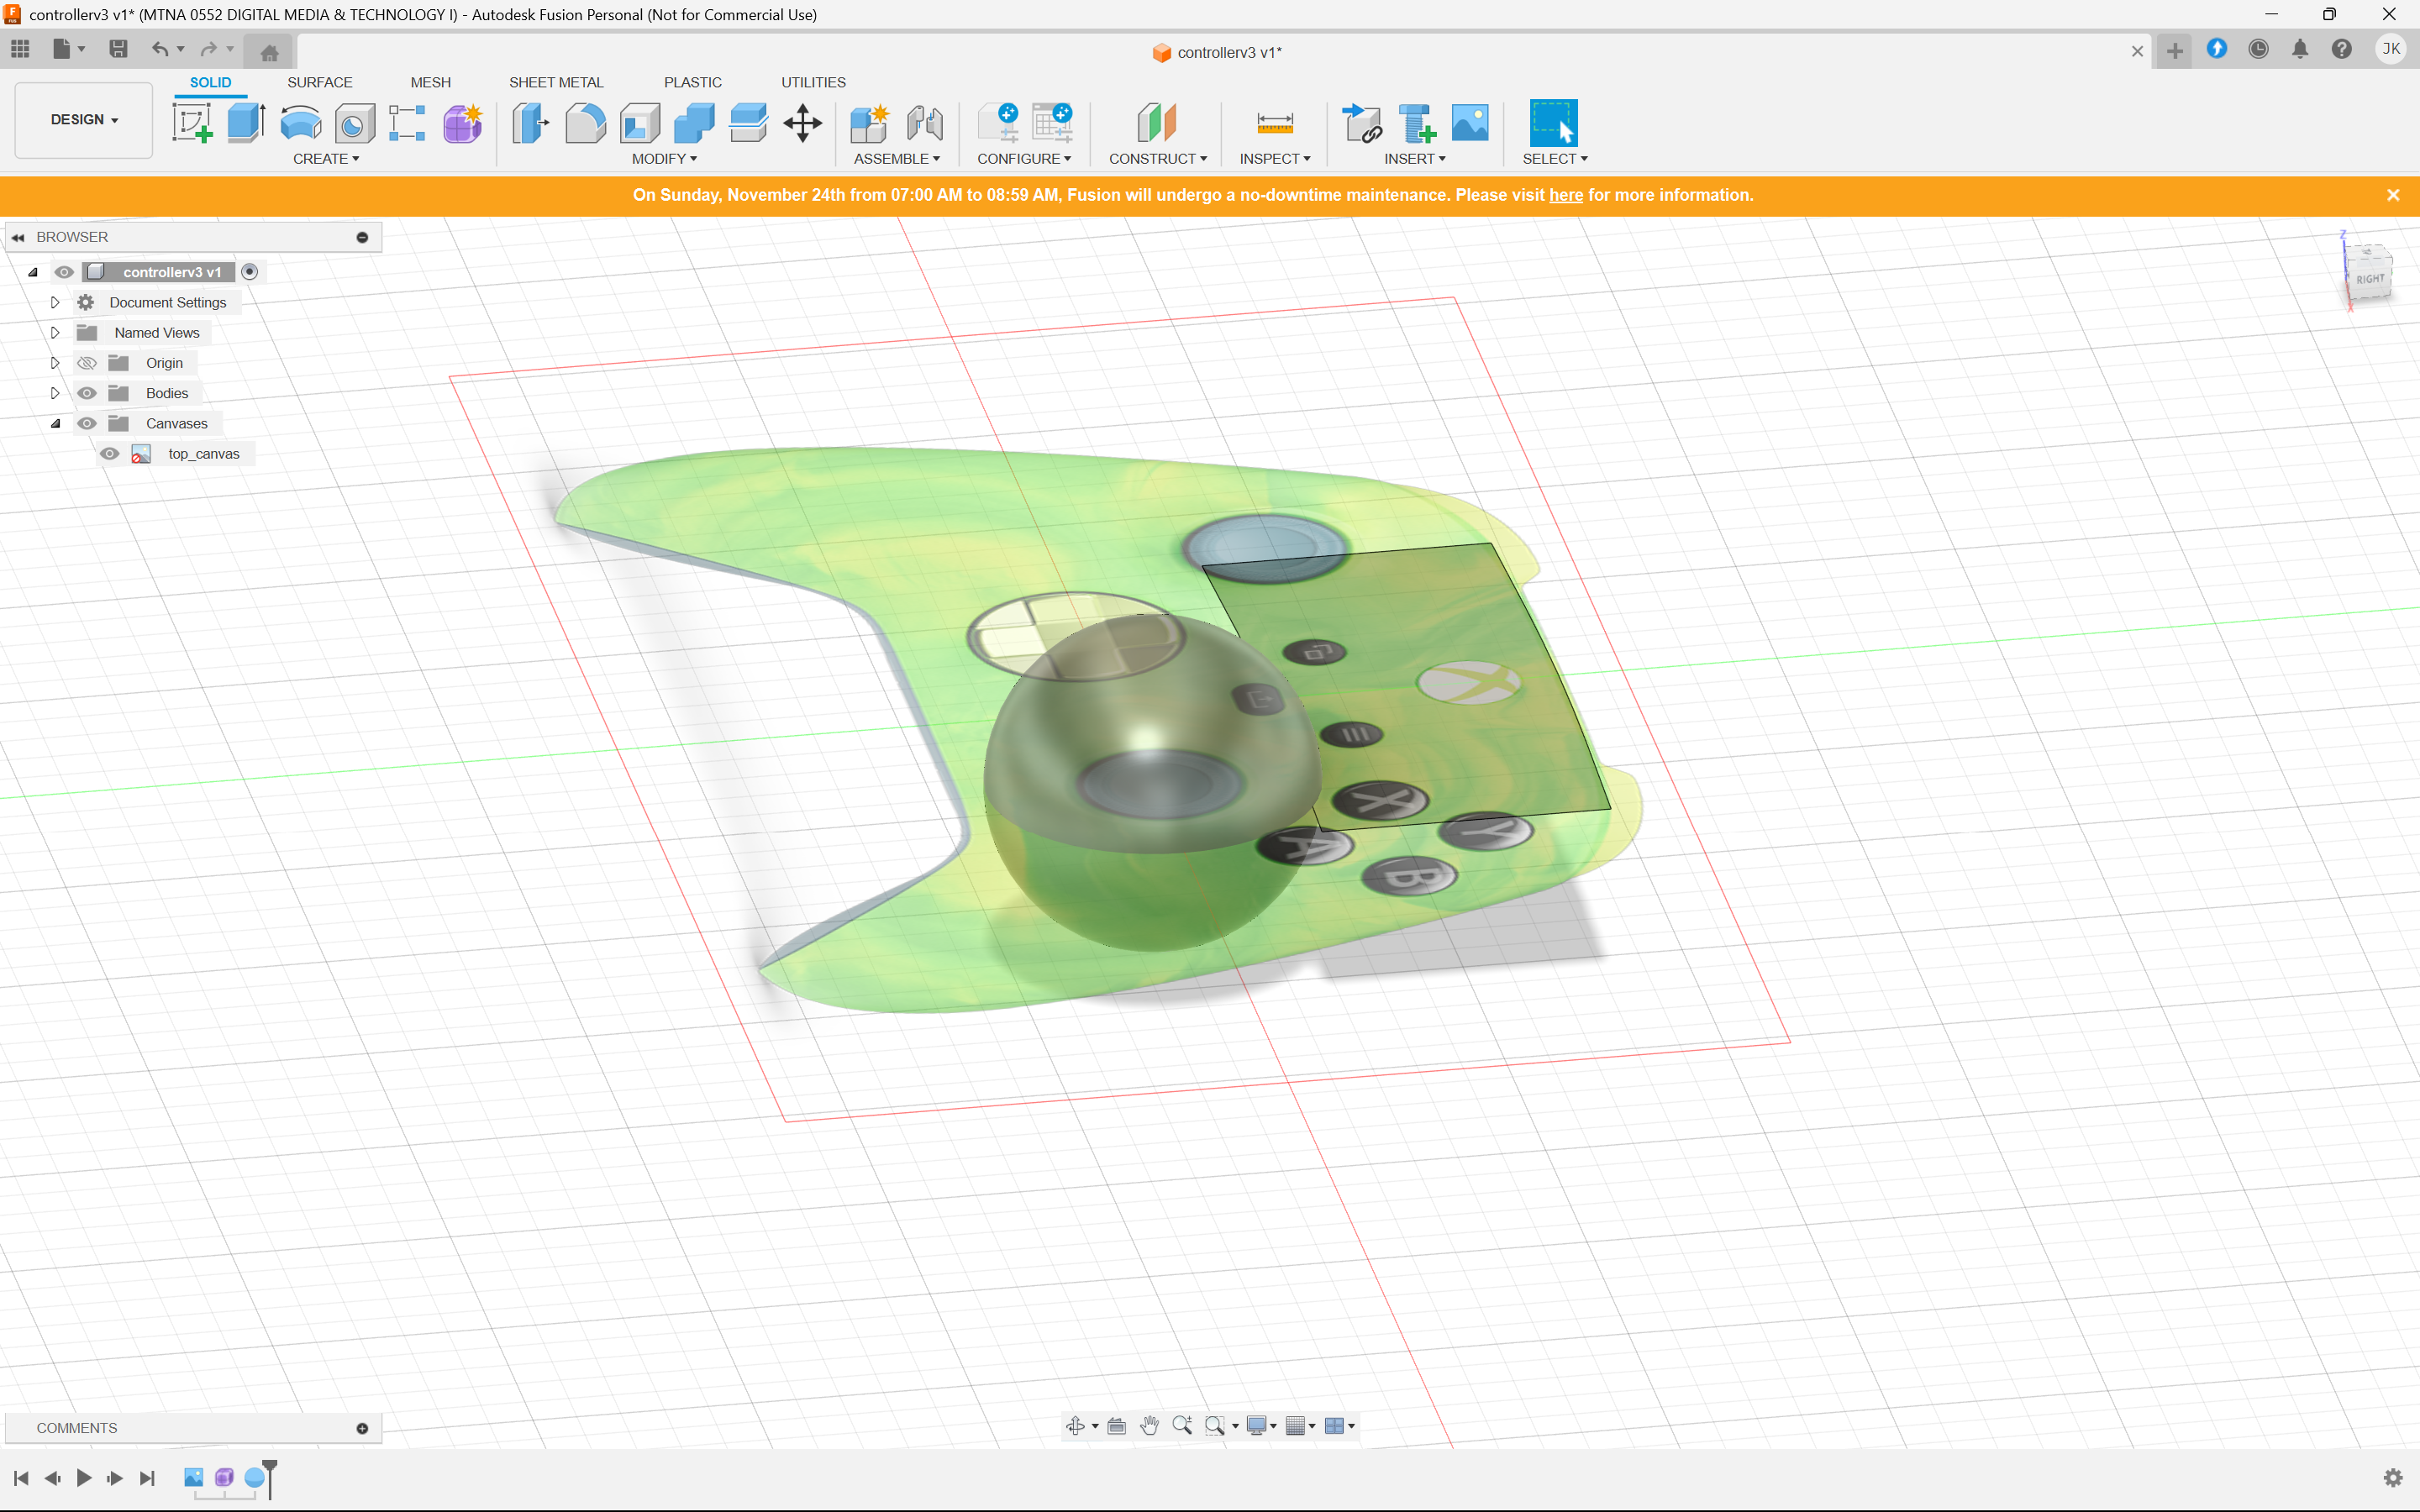 controllerv3 v1* (MTNA 0552 DIGITAL MEDIA & TECHNOLOGY I) - Autodesk Fusion Personal (Not for Commercial Use)
controllerv3 v1*
JK
SOLID SURFACE MESH SHEET METAL PLASTIC UTILITIES
DESIGN
CREATE MODIFY ASSEMBLE CONFIGURE CONSTRUCT INSPECT INSERT SELECT
On Sunday, November 24th from 07:00 AM to 08:59 AM, Fusion will undergo a no-downtime maintenance. Please visit here for more information.
BROWSER
controllerv3 v1
Document Settings
Named Views
Origin
Bodies
Canvases
top_canvas
Z
RIGHT
X
X
Y
A
B
COMMENTS